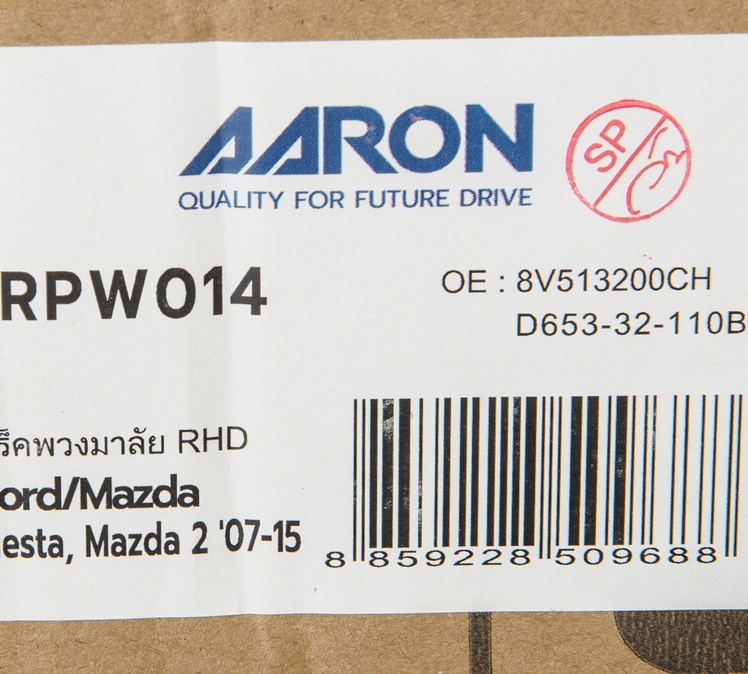 AARON
QUALITY FOR FUTURE DRIVE
SP
RPW014
OE : 8V513200CH
D653-32-110B
ร็คพวงมาลัย RHD
ord/Mazda
esta, Mazda 2 '07-15
8 859228 509688